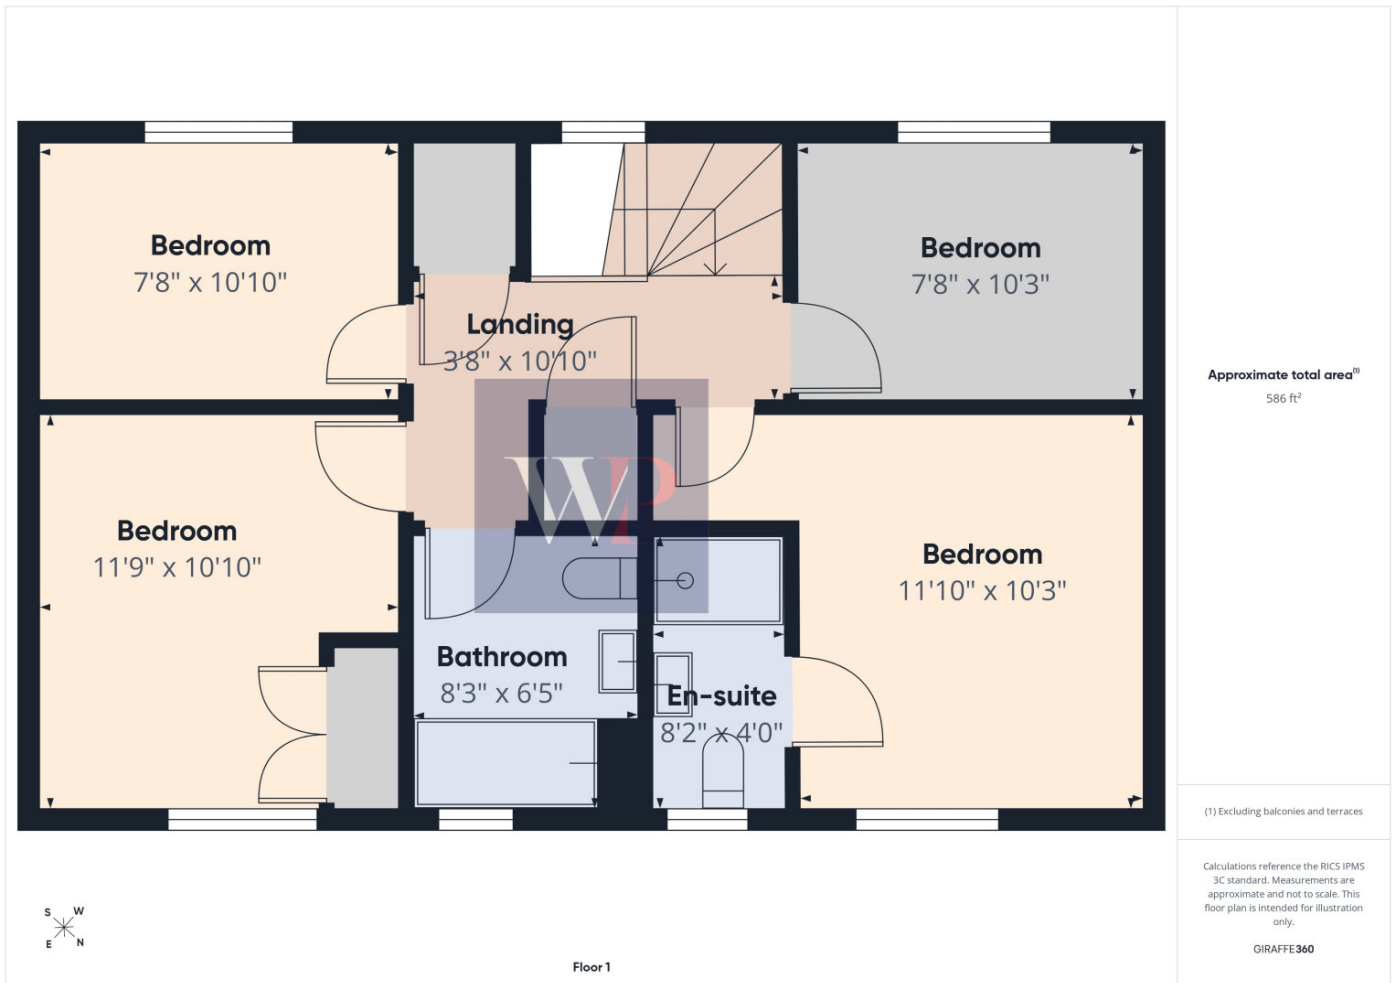 Bedroom
7'8" x 10'10"
Bedroom
7'8" x 10'3"
Landing
3'8" x 10'10"
Bedroom
11'9" x 10'10"
WP
Bedroom
11'10" x 10'3"
Bathroom
8'3" x 6'5"
En-suite
8'2" x 4'0"
S W
E N
Floor 1
Approximate total area(1)
586 ft²
(1) Excluding balconies and terraces
Calculations reference the RICS IPMS
3C standard. Measurements are
approximate and not to scale. This
floor plan is intended for illustration
only.
GIRAFFE360